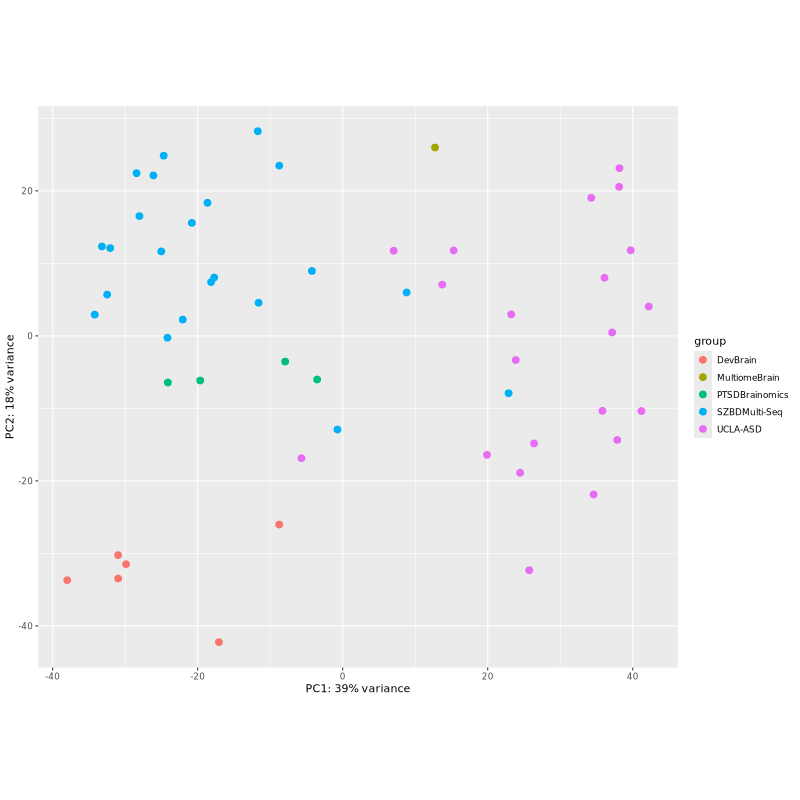 20
0
-20
-40
PC2: 18% variance
-40
-20
0
20
40
PC1: 39% variance
group
DevBrain
MultiomeBrain
PTSDBrainomics
SZBDMulti-Seq
UCLA-ASD